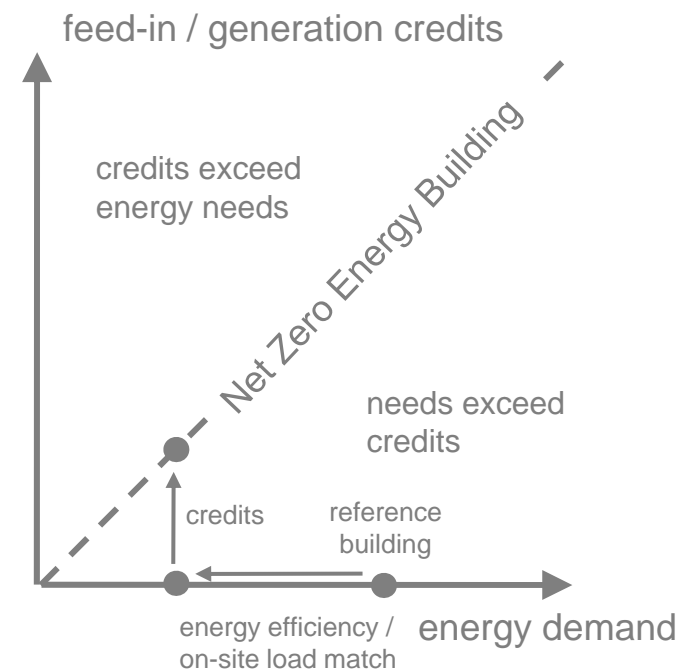 feed-in / generation credits
credits exceed
energy needs
Net Zero Energy Building
needs exceed
credits
credits
reference
building
energy efficiency /
on-site load match
energy demand